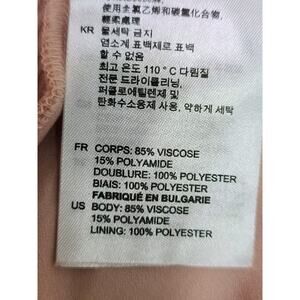 使用氯乙烯和碳氫化合物,
輕柔處理
KR 물세탁 금지
염소계 표백제로 표백
할 수 없음
최고 온도 110°C 다림질
전문 드라이클리닝,
퍼클로에틸렌제 및
탄화수소용제 사용, 약하게 세탁
FR CORPS: 85% VISCOSE
15% POLYAMIDE
DOUBLURE: 100% POLYESTER
BIAIS: 100% POLYESTER
FABRIQUÉ EN BULGARIE
US BODY: 85% VISCOSE
15% POLYAMIDE
LINING: 100% POLYESTER